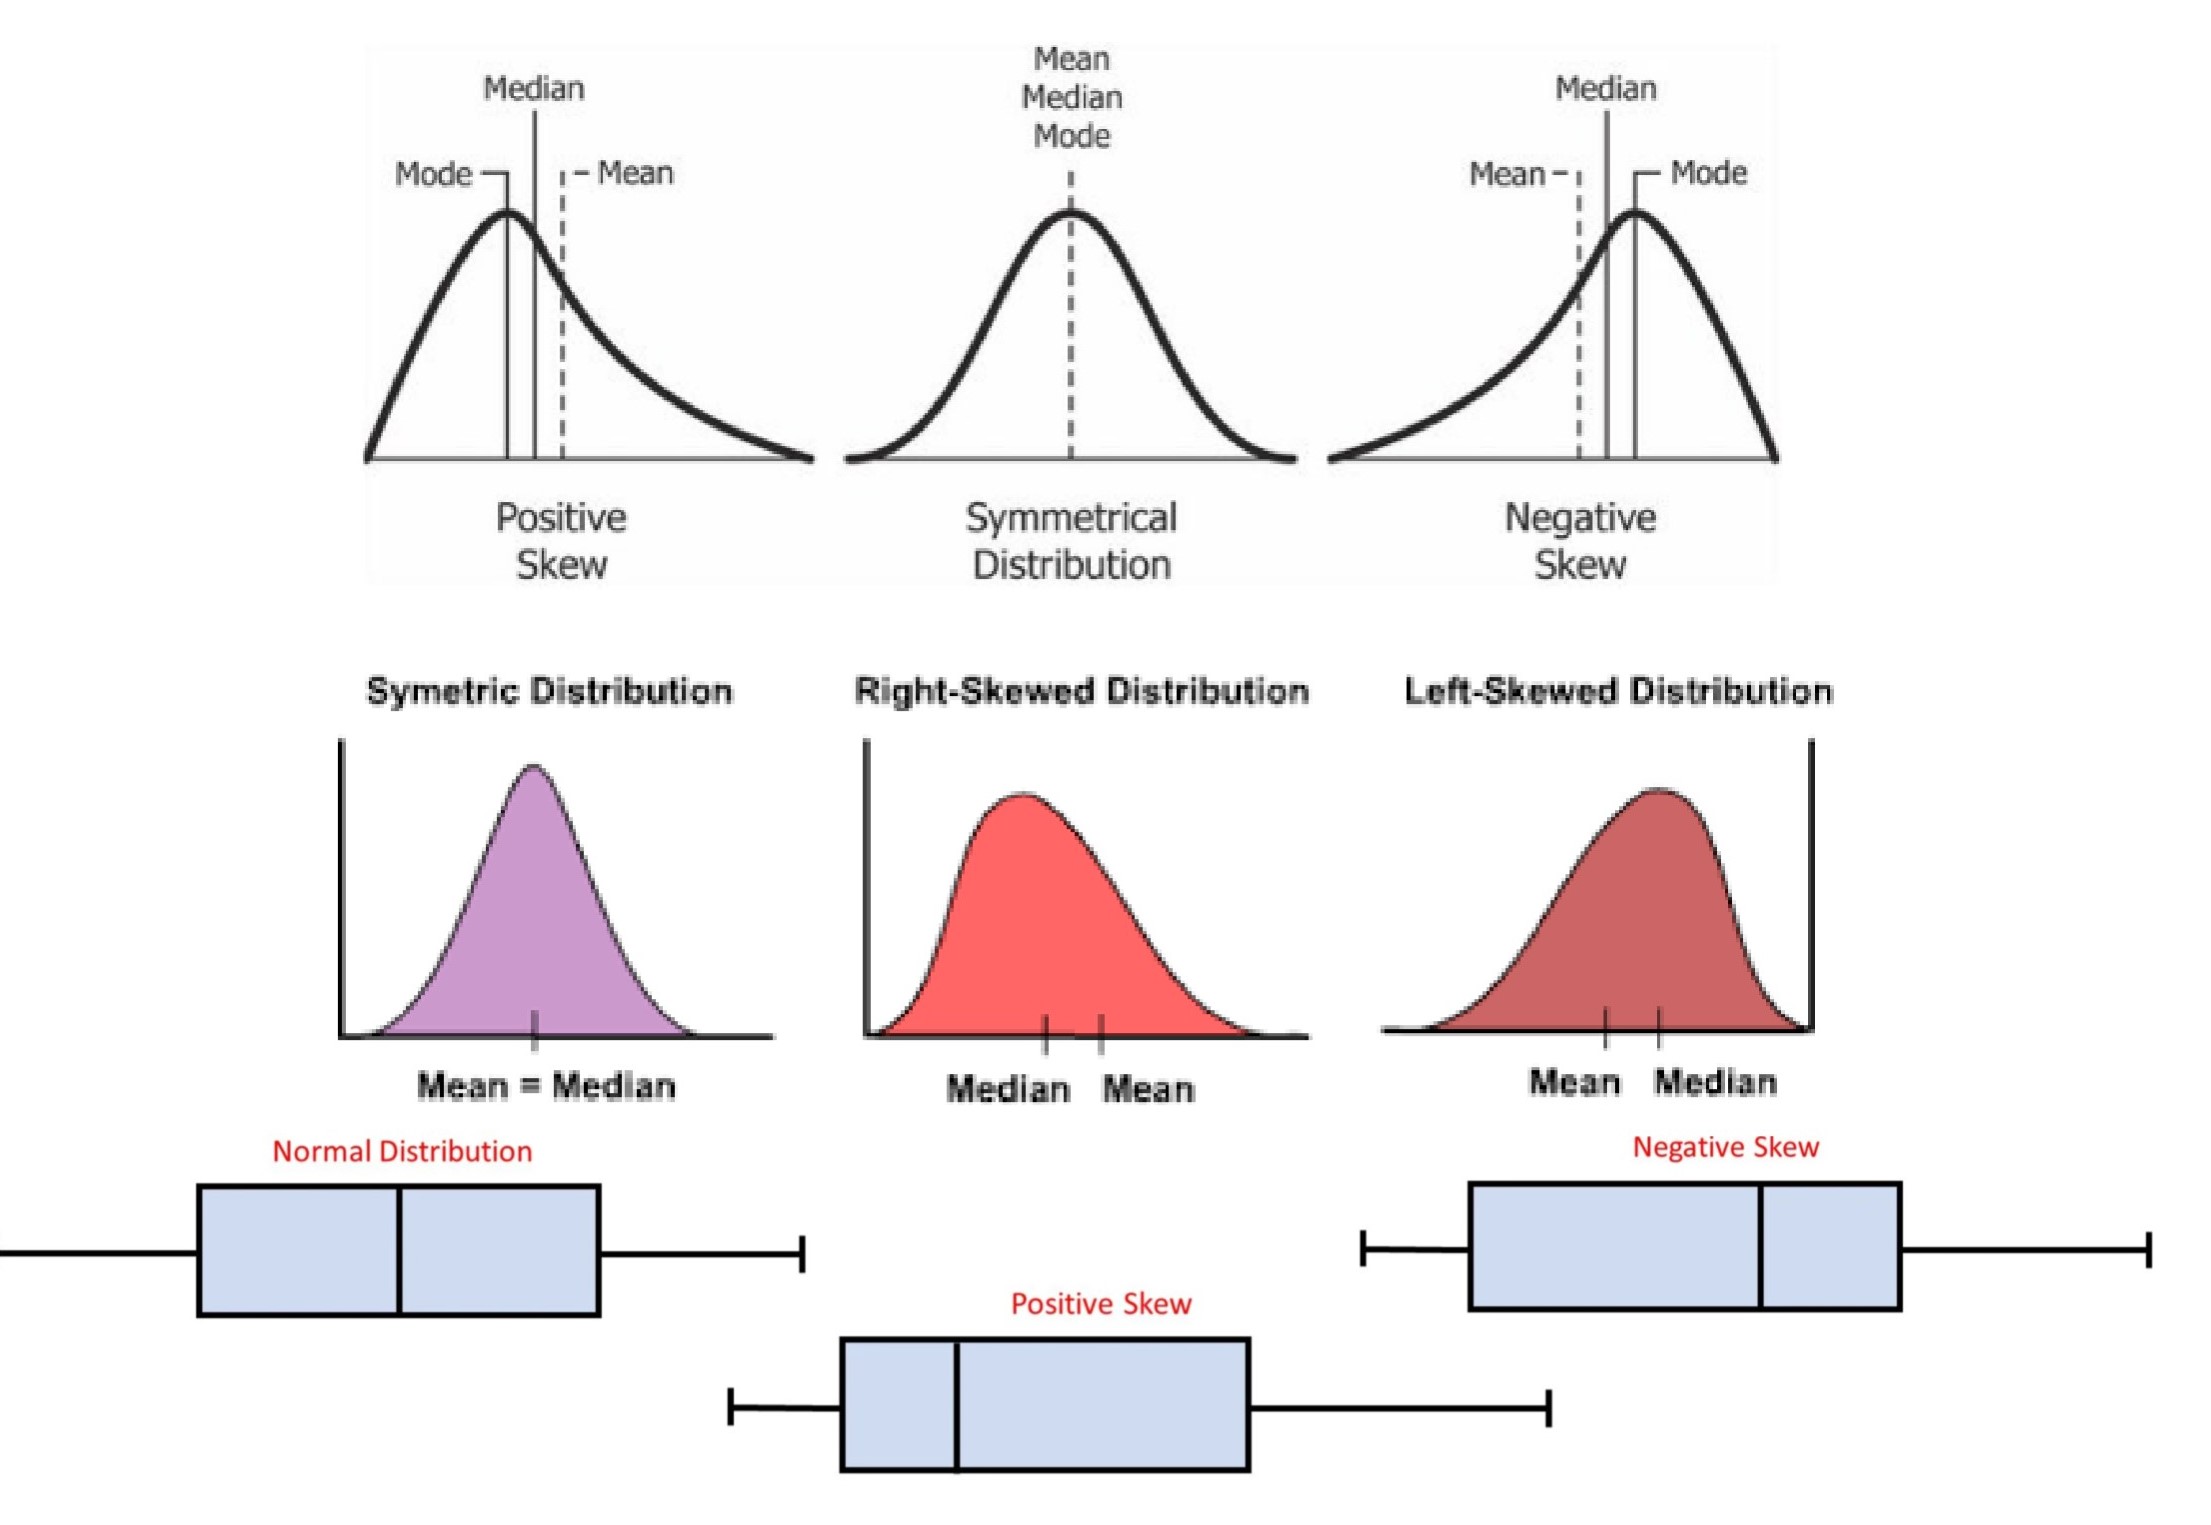 Mean
Median
Mode
Median
Mode
Mean
Median
Mean
Mode
Positive
Skew
Symmetrical
Distribution
Negative
Skew
Symetric Distribution
Right-Skewed Distribution
Left-Skewed Distribution
Mean = Median
Median Mean
Mean Median
Normal Distribution
Negative Skew
Positive Skew